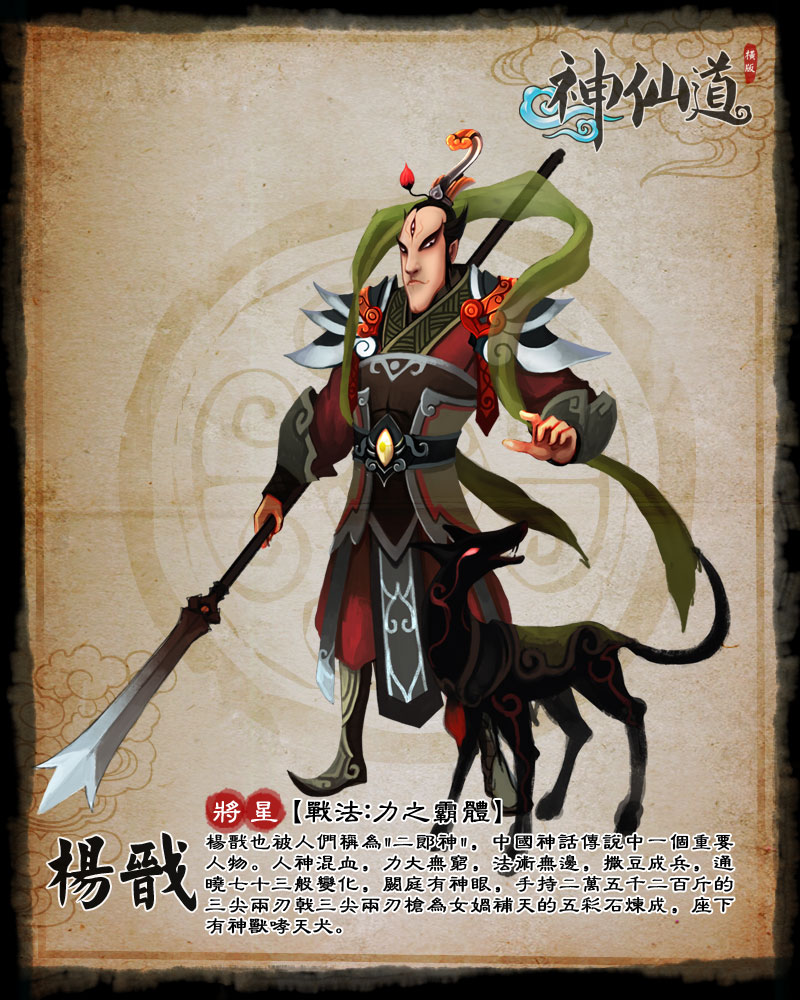 神仙道
橫版
將星【戰法:力之霸體】
楊戩
楊戩也被人們稱為"二郎神",中國神話傳說中一個重要
人物。人神混血,力大無窮,法術無邊,撒豆成兵,通
曉七十三般變化,闕庭有神眼,手持二萬五千二百斤的
三尖兩刃戟三尖兩刃槍為女媧補天的五彩石煉成,座下
有神獸哮天犬。